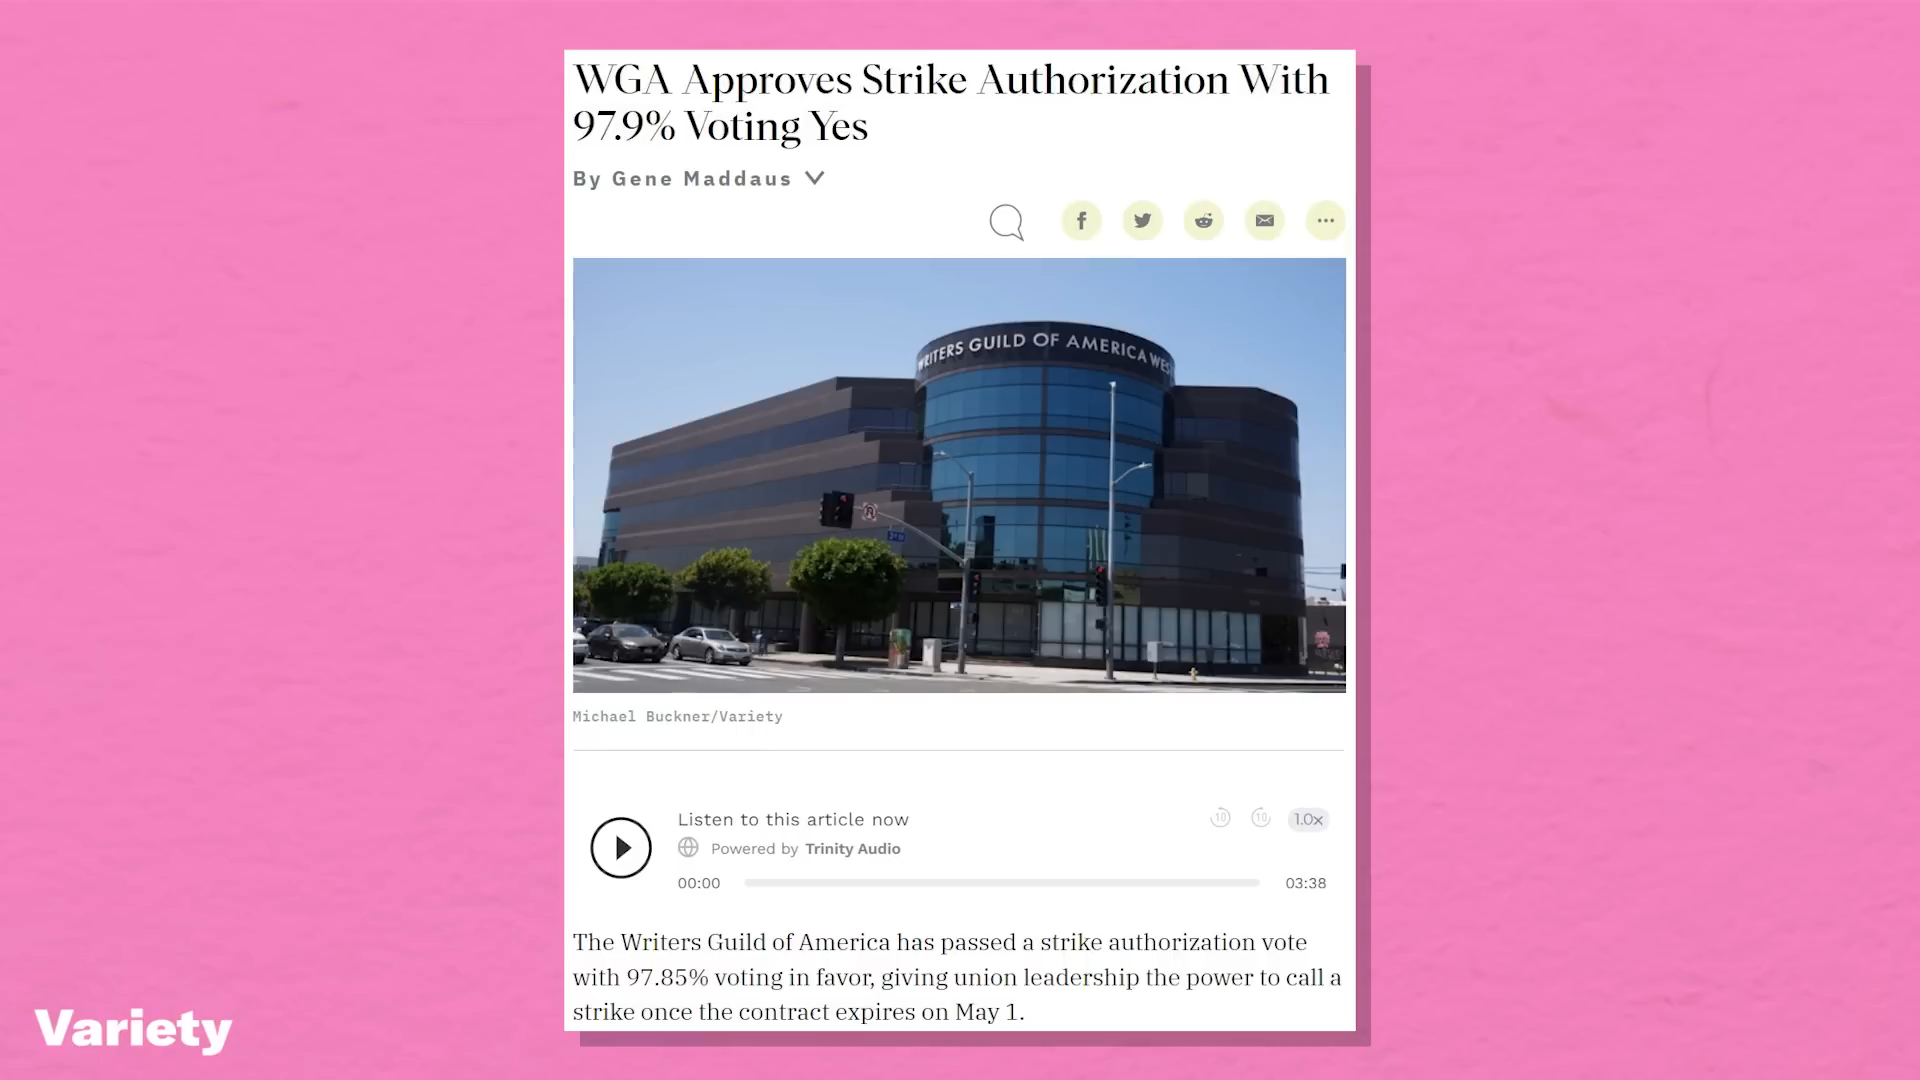 WGA Approves Strike Authorization With
97.9% Voting Yes
By Gene Maddaus
WRITERS GUILD OF AMERICA WES
Michael Buckner/Variety
Listen to this article now
10
10
1.0x
Powered by Trinity Audio
00:00
03:38
The Writers Guild of America has passed a strike authorization vote
with 97.85% voting in favor, giving union leadership the power to call a
strike once the contract expires on May 1.
Variety